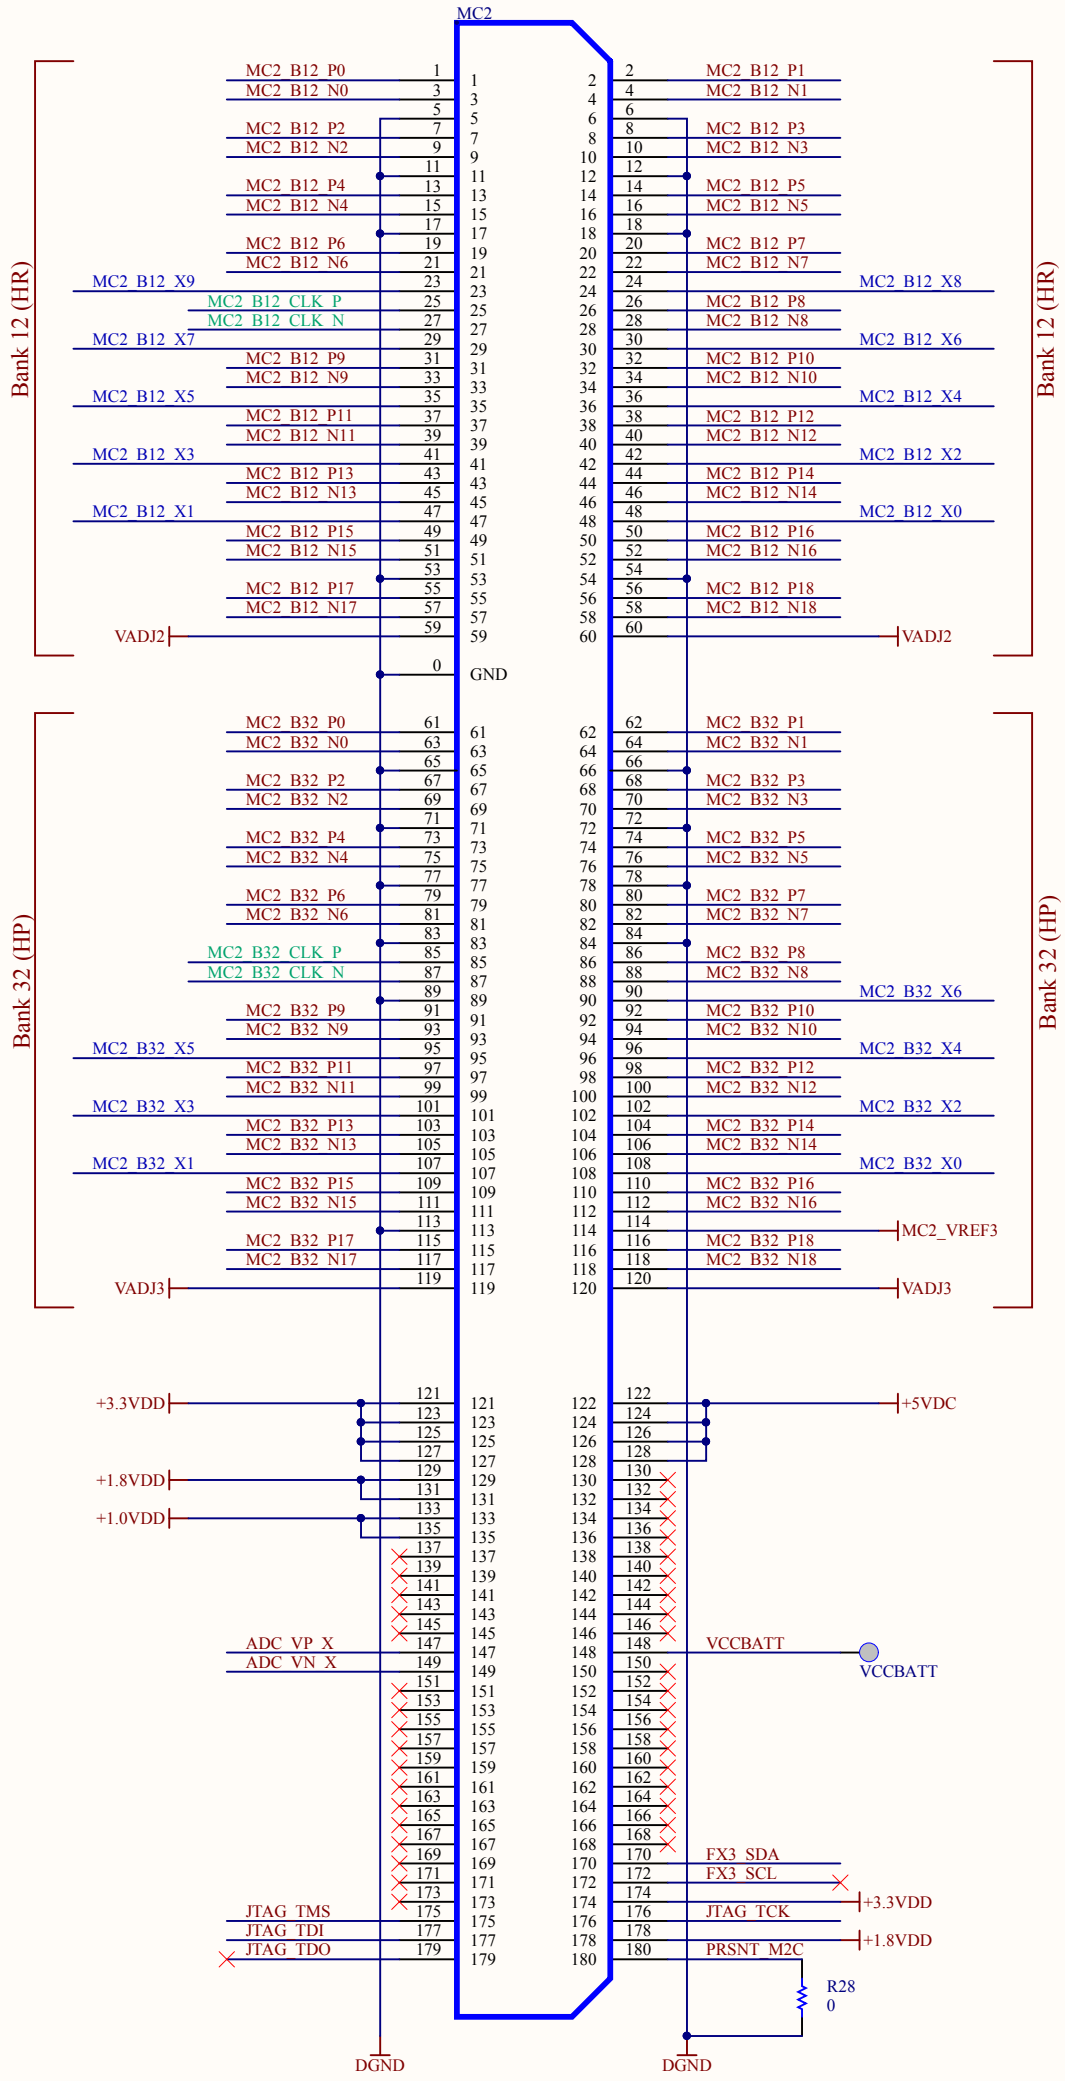 MC2
MC2_B12_P0 1 1 2 2 MC2_B12_P1
MC2_B12_N0 3 3 4 4 MC2_B12_N1
5 5 6 6
MC2_B12_P2 7 7 8 8 MC2_B12_P3
MC2_B12_N2 9 9 10 10 MC2_B12_N3
11 11 12 12
MC2_B12_P4 13 13 14 14 MC2_B12_P5
MC2_B12_N4 15 15 16 16 MC2_B12_N5
17 17 18 18
MC2_B12_P6 19 19 20 20 MC2_B12_P7
MC2_B12_N6 21 21 22 22 MC2_B12_N7
MC2_B12_X9 23 23 24 24 MC2_B12_X8
MC2_B12_CLK_P 25 25 26 26 MC2_B12_P8
MC2_B12_CLK_N 27 27 28 28 MC2_B12_N8
MC2_B12_X7 29 29 30 30 MC2_B12_X6
MC2_B12_P9 31 31 32 32 MC2_B12_P10
MC2_B12_N9 33 33 34 34 MC2_B12_N10
MC2_B12_X5 35 35 36 36 MC2_B12_X4
MC2_B12_P11 37 37 38 38 MC2_B12_P12
MC2_B12_N11 39 39 40 40 MC2_B12_N12
MC2_B12_X3 41 41 42 42 MC2_B12_X2
MC2_B12_P13 43 43 44 44 MC2_B12_P14
MC2_B12_N13 45 45 46 46 MC2_B12_N14
MC2_B12_X1 47 47 48 48 MC2_B12_X0
MC2_B12_P15 49 49 50 50 MC2_B12_P16
MC2_B12_N15 51 51 52 52 MC2_B12_N16
53 53 54 54
MC2_B12_P17 55 55 56 56 MC2_B12_P18
MC2_B12_N17 57 57 58 58 MC2_B12_N18
VADJ2 59 59 60 60 VADJ2
Bank 12 (HR)
Bank 12 (HR)
0 GND
MC2_B32_P0 61 61 62 62 MC2_B32_P1
MC2_B32_N0 63 63 64 64 MC2_B32_N1
65 65 66 66
MC2_B32_P2 67 67 68 68 MC2_B32_P3
MC2_B32_N2 69 69 70 70 MC2_B32_N3
71 71 72 72
MC2_B32_P4 73 73 74 74 MC2_B32_P5
MC2_B32_N4 75 75 76 76 MC2_B32_N5
77 77 78 78
MC2_B32_P6 79 79 80 80 MC2_B32_P7
MC2_B32_N6 81 81 82 82 MC2_B32_N7
83 83 84 84
MC2_B32_CLK_P 85 85 86 86 MC2_B32_P8
MC2_B32_CLK_N 87 87 88 88 MC2_B32_N8
89 89 90 90 MC2_B32_X6
MC2_B32_P9 91 91 92 92 MC2_B32_P10
MC2_B32_N9 93 93 94 94 MC2_B32_N10
MC2_B32_X5 95 95 96 96 MC2_B32_X4
MC2_B32_P11 97 97 98 98 MC2_B32_P12
MC2_B32_N11 99 99 100 100 MC2_B32_N12
MC2_B32_X3 101 101 102 102 MC2_B32_X2
MC2_B32_P13 103 103 104 104 MC2_B32_P14
MC2_B32_N13 105 105 106 106 MC2_B32_N14
MC2_B32_X1 107 107 108 108 MC2_B32_X0
MC2_B32_P15 109 109 110 110 MC2_B32_P16
MC2_B32_N15 111 111 112 112 MC2_B32_N16
113 113 114 114 MC2_VREF3
MC2_B32_P17 115 115 116 116 MC2_B32_P18
MC2_B32_N17 117 117 118 118 MC2_B32_N18
VADJ3 119 119 120 120 VADJ3
Bank 32 (HP)
Bank 32 (HP)
+3.3VDD 121 121 122 122 +5VDC
123 123 124 124
125 125 126 126
127 127 128 128
+1.8VDD 129 129 130 130
131 131 132 132
+1.0VDD 133 133 134 134
135 135 136 136
137 137 138 138
139 139 140 140
141 141 142 142
143 143 144 144
145 145 146 146
ADC_VP_X 147 147 148 148 VCCBATT
VCCBATT
ADC_VN_X 149 149 150 150
151 151 152 152
153 153 154 154
155 155 156 156
157 157 158 158
159 159 160 160
161 161 162 162
163 163 164 164
165 165 166 166
167 167 168 168
169 169 170 170 FX3_SDA
171 171 172 172 FX3_SCL
173 173 174 174 +3.3VDD
JTAG_TMS 175 175 176 176 JTAG_TCK
JTAG_TDI 177 177 178 178 +1.8VDD
JTAG_TDO 179 179 180 180 PRSNT_M2C
R28
0
DGND DGND